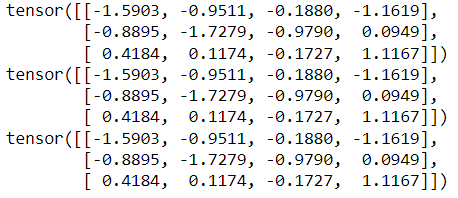 tensor([[-1.5903, -0.9511, -0.1880, -1.1619],
        [-0.8895, -1.7279, -0.9790,  0.0949],
        [ 0.4184,  0.1174, -0.1727,  1.1167]])
tensor([[-1.5903, -0.9511, -0.1880, -1.1619],
        [-0.8895, -1.7279, -0.9790,  0.0949],
        [ 0.4184,  0.1174, -0.1727,  1.1167]])
tensor([[-1.5903, -0.9511, -0.1880, -1.1619],
        [-0.8895, -1.7279, -0.9790,  0.0949],
        [ 0.4184,  0.1174, -0.1727,  1.1167]])